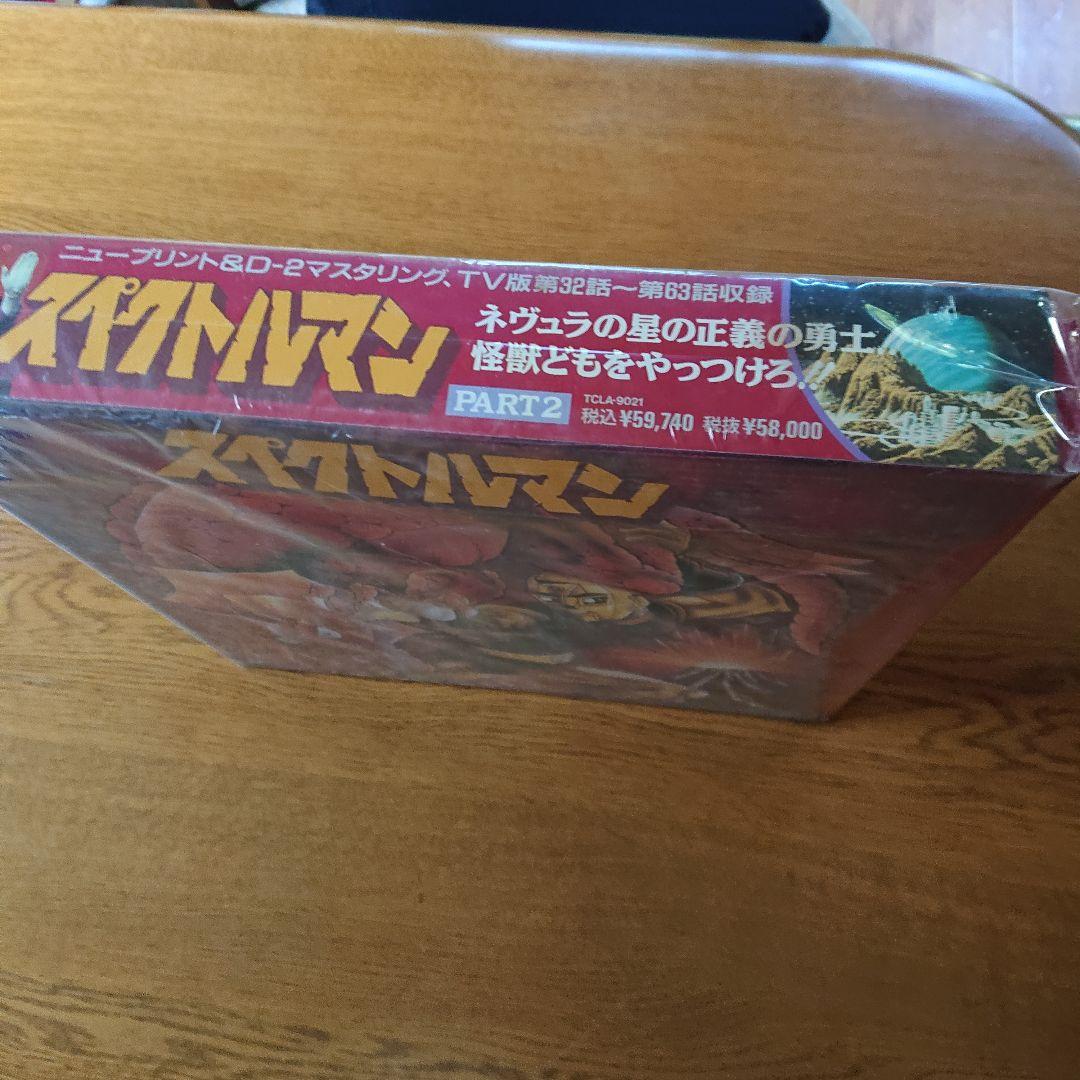 ニュープリント&D-2マスタリング、TV版第32話〜第63話収録
スペクトルマン
ネヴュラの星の正義の勇士、
怪獣どもをやっつけろ!!
PART2
TCLA-9021
税込¥59,740 税抜¥58,000
スペクトルマン